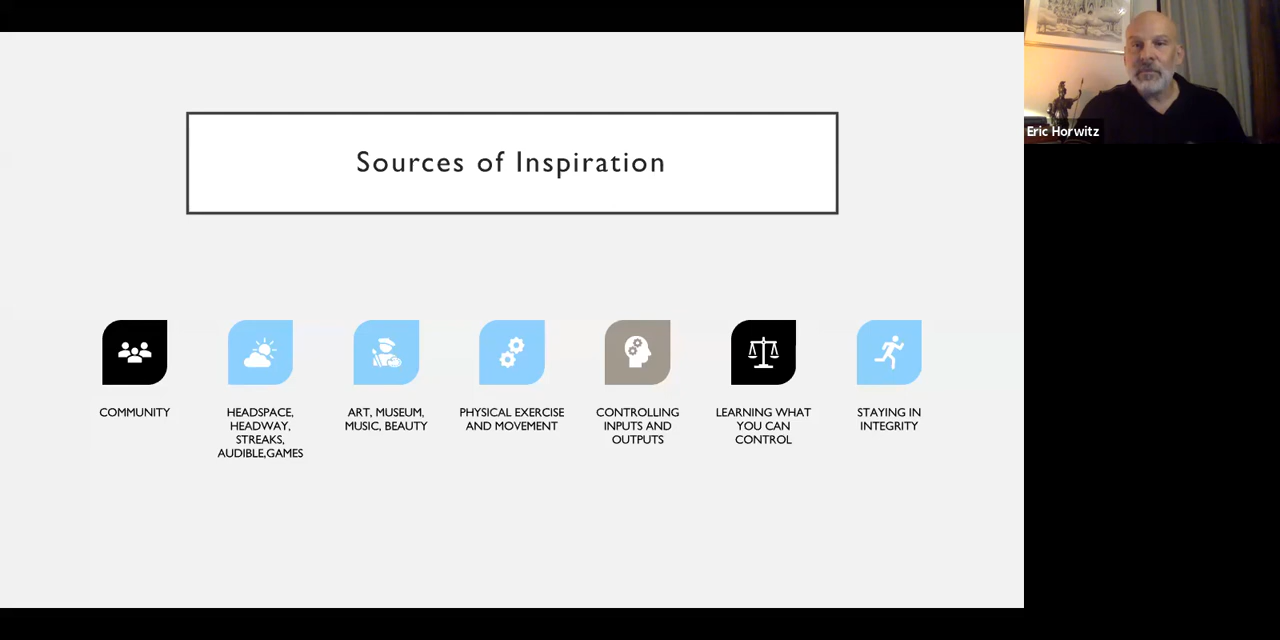 Sources of Inspiration
COMMUNITY
HEADSPACE,
HEADWAY,
STREAKS,
AUDIBLE,GAMES
ART, MUSEUM,
MUSIC, BEAUTY
PHYSICAL EXERCISE
AND MOVEMENT
CONTROLLING
INPUTS AND
OUTPUTS
LEARNING WHAT
YOU CAN
CONTROL
STAYING IN
INTEGRITY
Eric Horwitz